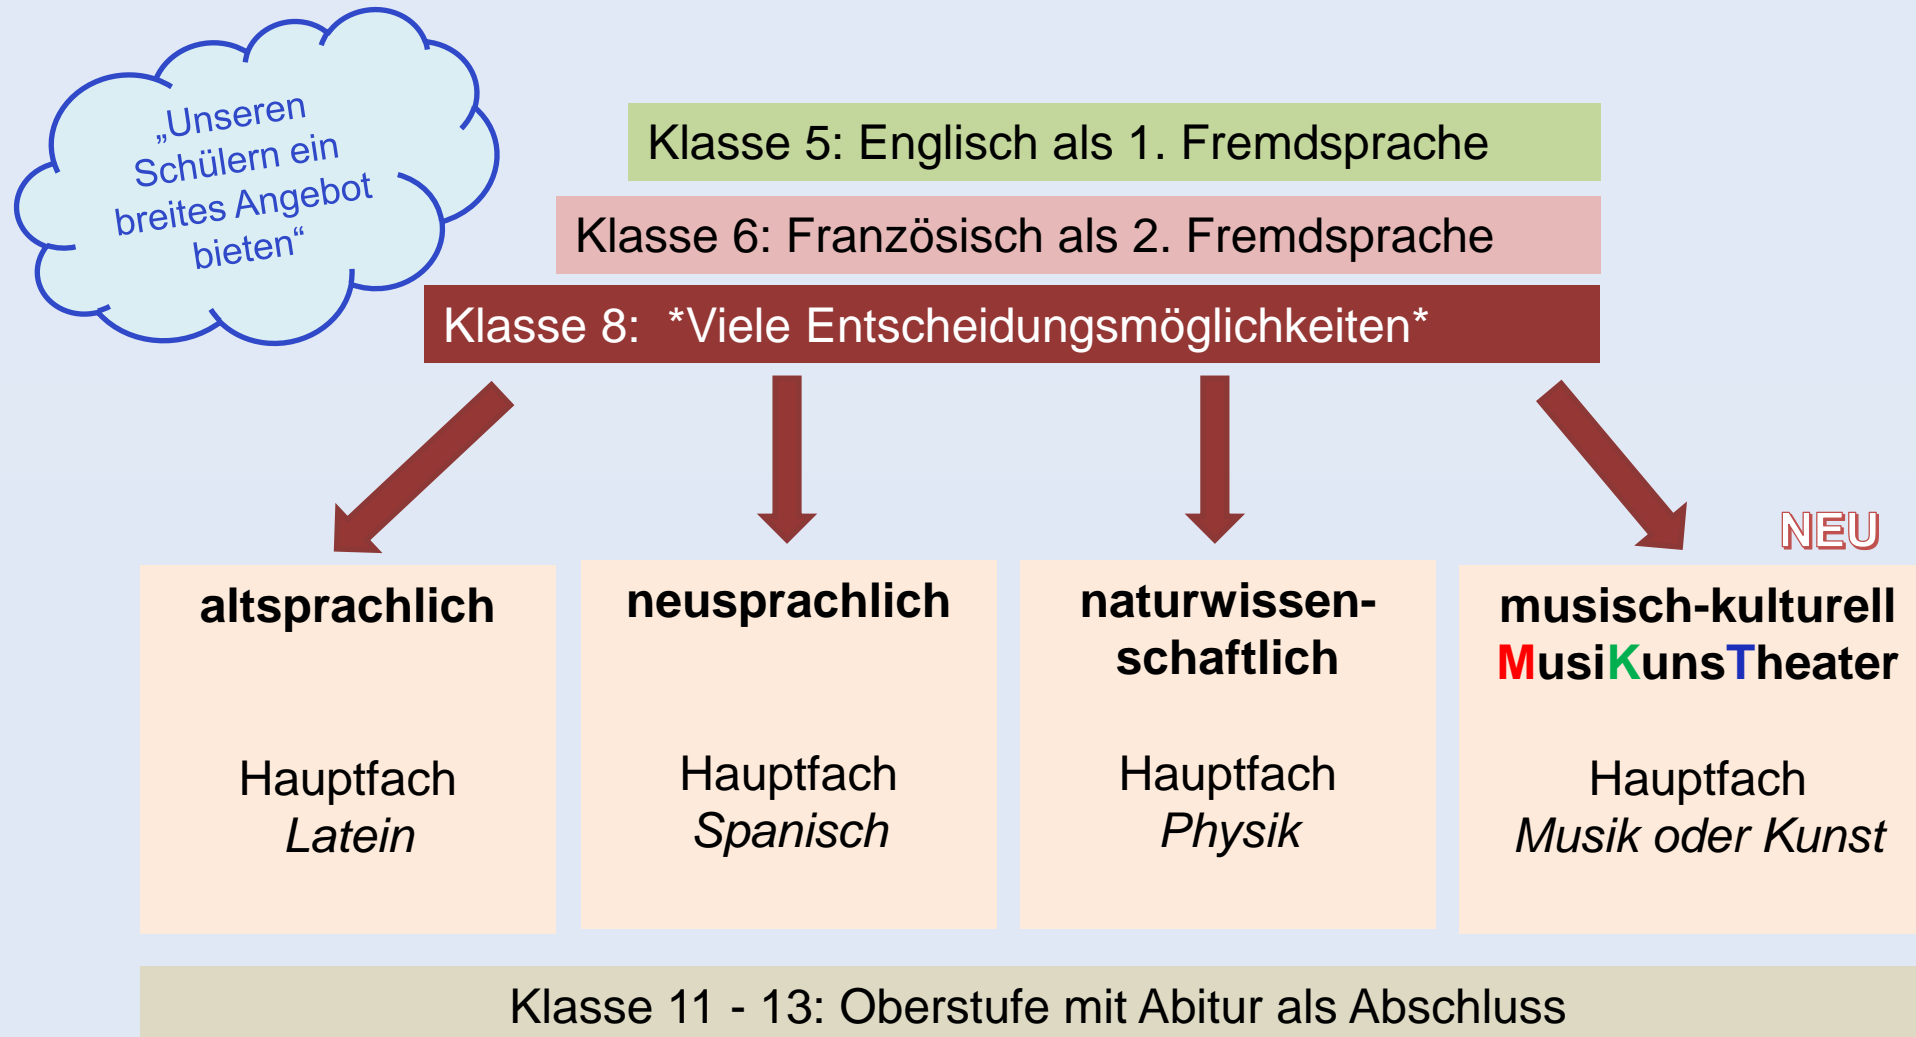 „Unseren
Schülern ein
breites Angebot
bieten“
Klasse 5: Englisch als 1. Fremdsprache
Klasse 6: Französisch als 2. Fremdsprache
Klasse 8:  *Viele Entscheidungsmöglichkeiten*
altsprachlich
Hauptfach
Latein
neusprachlich
Hauptfach
Spanisch
naturwissen-
schaftlich
Hauptfach
Physik
NEU
musisch-kulturell
MusiKunsTheater
Hauptfach
Musik oder Kunst
Klasse 11 - 13: Oberstufe mit Abitur als Abschluss